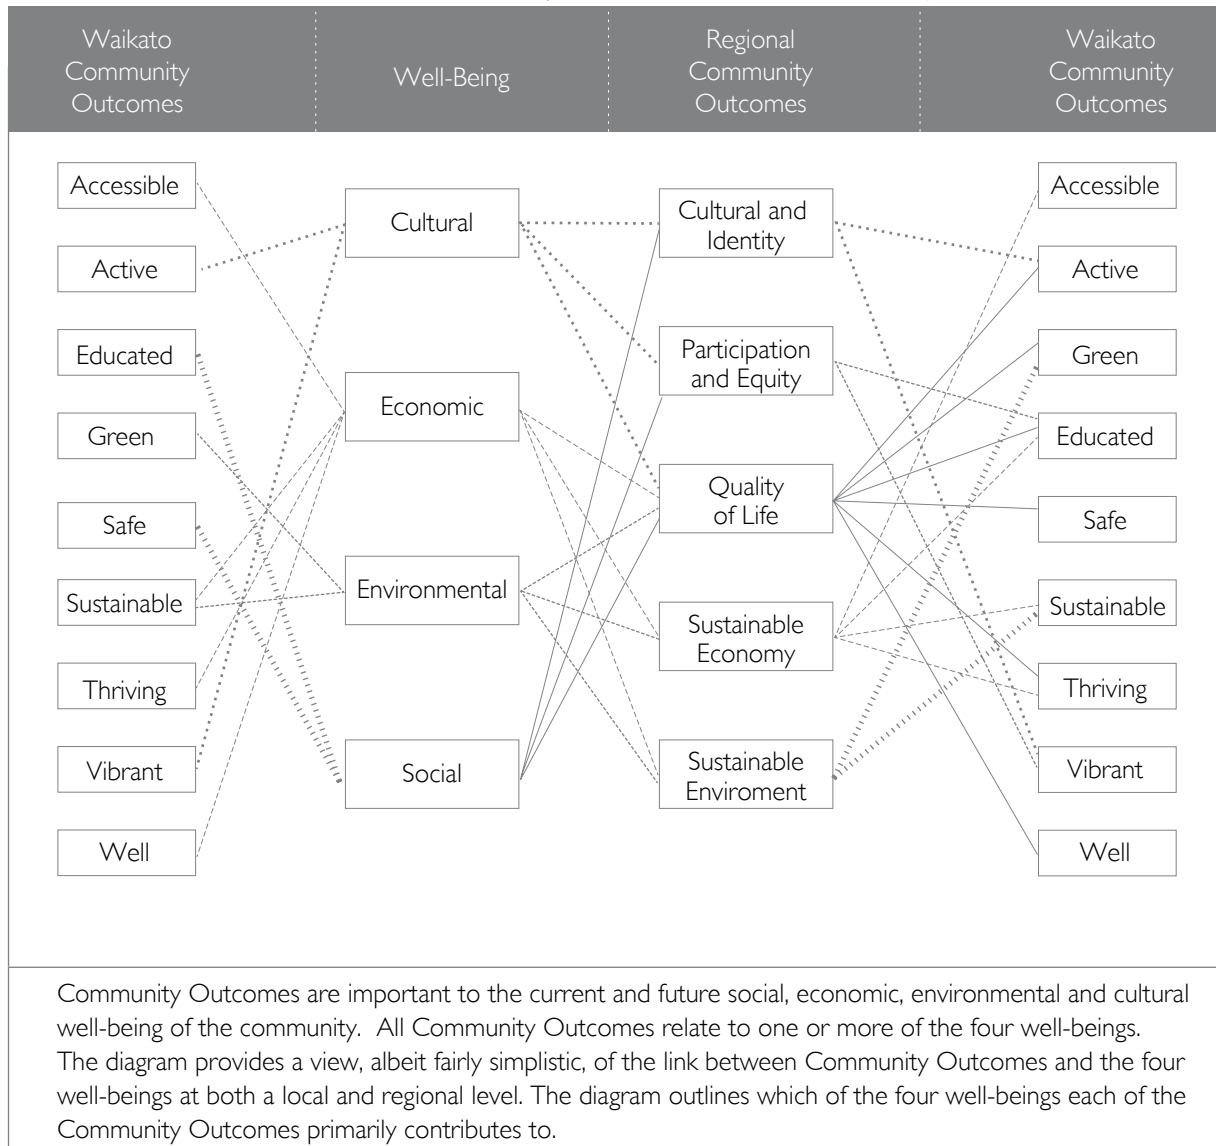 Waikato
Community
Outcomes
Well-Being
Regional
Community
Outcomes
Waikato
Community
Outcomes
Accessible
Active
Educated
Green
Safe
Sustainable
Thriving
Vibrant
Well
Cultural
Economic
Environmental
Social
Cultural and
Identity
Participation
and Equity
Quality
of Life
Sustainable
Economy
Sustainable
Enviroment
Accessible
Active
Green
Educated
Safe
Sustainable
Thriving
Vibrant
Well
Community Outcomes are important to the current and future social, economic, environmental and cultural
well-being of the community.  All Community Outcomes relate to one or more of the four well-beings.
The diagram provides a view, albeit fairly simplistic, of the link between Community Outcomes and the four
well-beings at both a local and regional level. The diagram outlines which of the four well-beings each of the
Community Outcomes primarily contributes to.